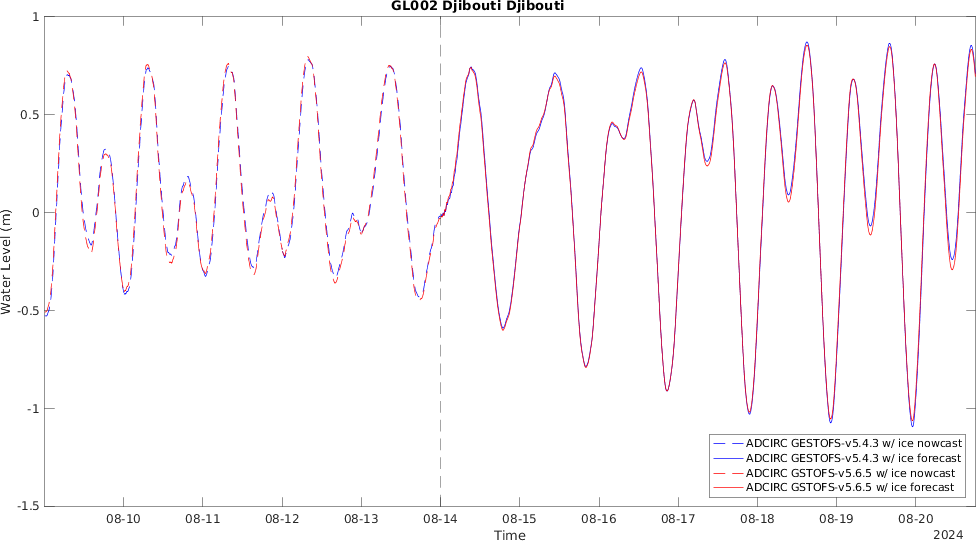 GL002 Djibouti Djibouti
1
0.5
0
-0.5
-1
-1.5
Water Level (m)
ADCIRC GESTOFS-v5.4.3 w/ ice nowcast
ADCIRC GESTOFS-v5.4.3 w/ ice forecast
ADCIRC GSTOFS-v5.6.5 w/ ice nowcast
ADCIRC GSTOFS-v5.6.5 w/ ice forecast
08-10 08-11 08-12 08-13 08-14 08-15 08-16 08-17 08-18 08-19 08-20
Time
2024